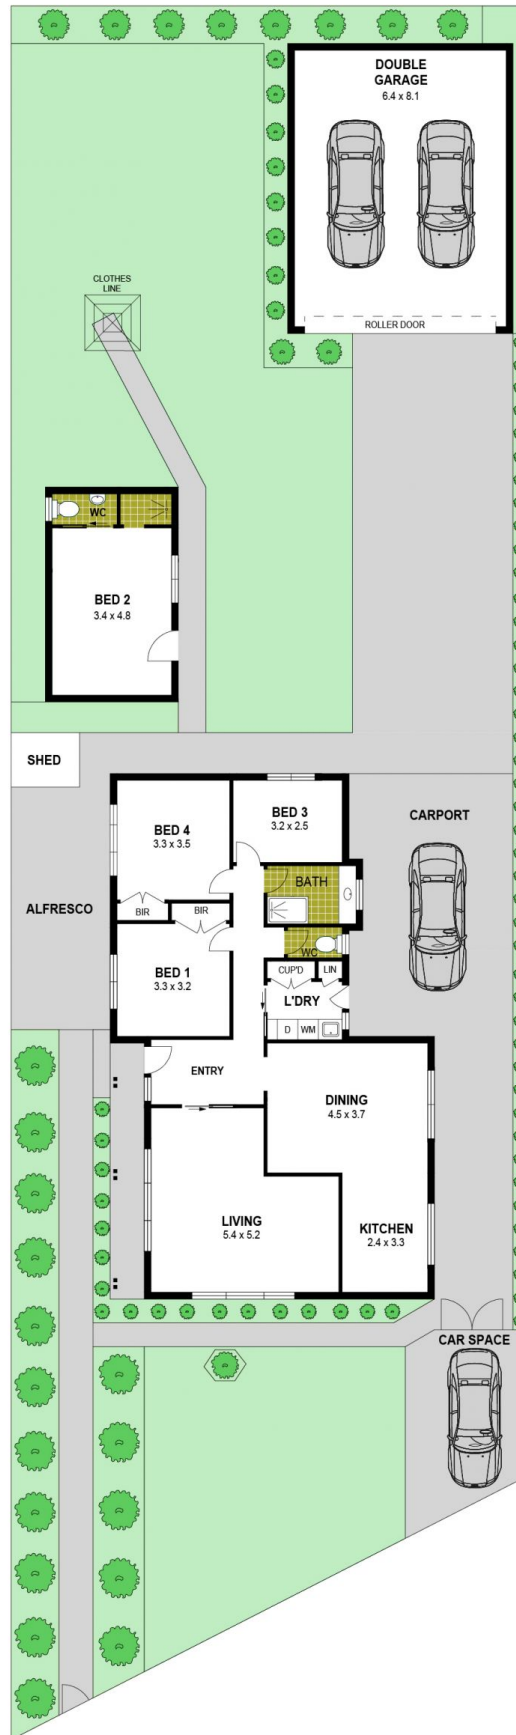 DOUBLE
GARAGE
6.4 x 8.1
CLOTHES
LINE
ROLLER DOOR
WC
BED 2
3.4 x 4.8
SHED
BED 4
3.3 x 3.5
BED 3
3.2 x 2.5
CARPORT
BATH
BIR
BIR
ALFRESCO
WC
BED 1
3.3 x 3.2
CUP'D
LIN
L'DRY
D
WM
ENTRY
DINING
4.5 x 3.7
LIVING
5.4 x 5.2
KITCHEN
2.4 x 3.3
CAR SPACE